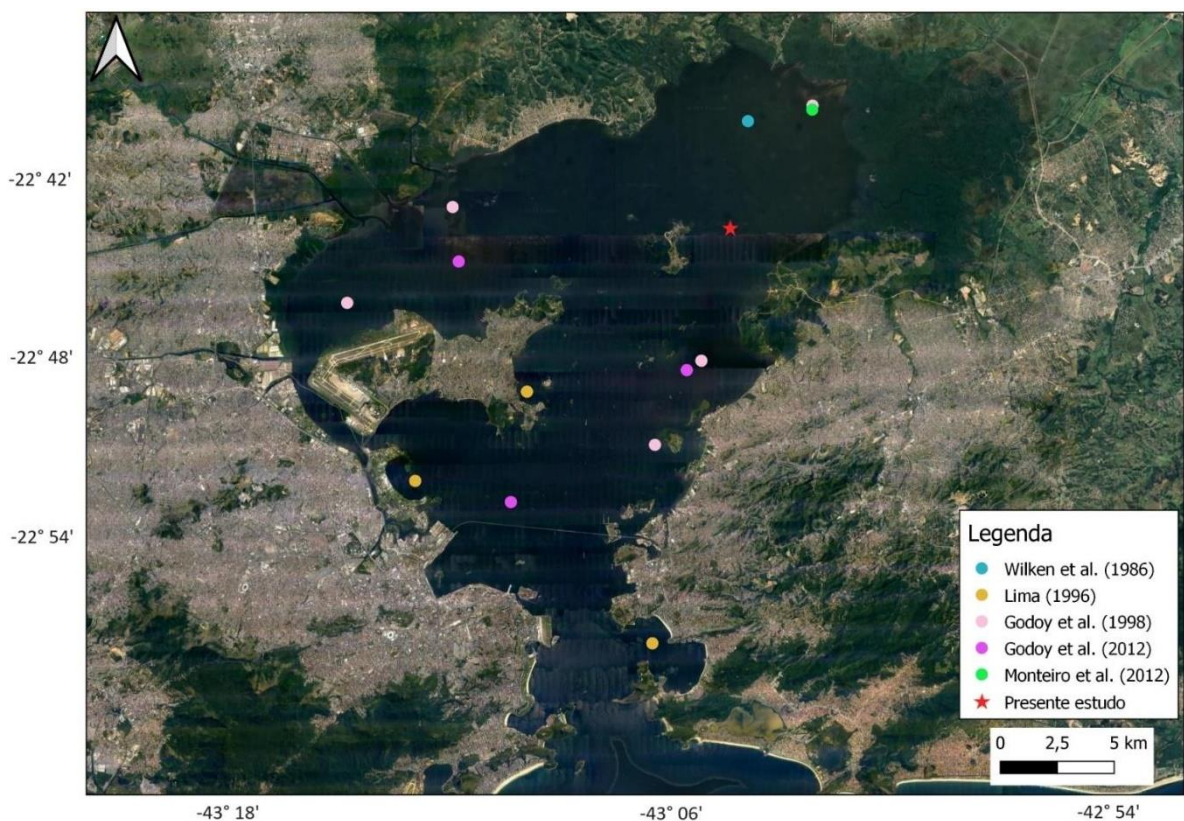 -22° 42'
-22° 48'
-22° 54'
Legenda
Wilken et al. (1986)
Lima (1996)
Godoy et al. (1998)
Godoy et al. (2012)
Monteiro et al. (2012)
Presente estudo
0 2,5 5 km
-43° 18' -43° 06' -42° 54'